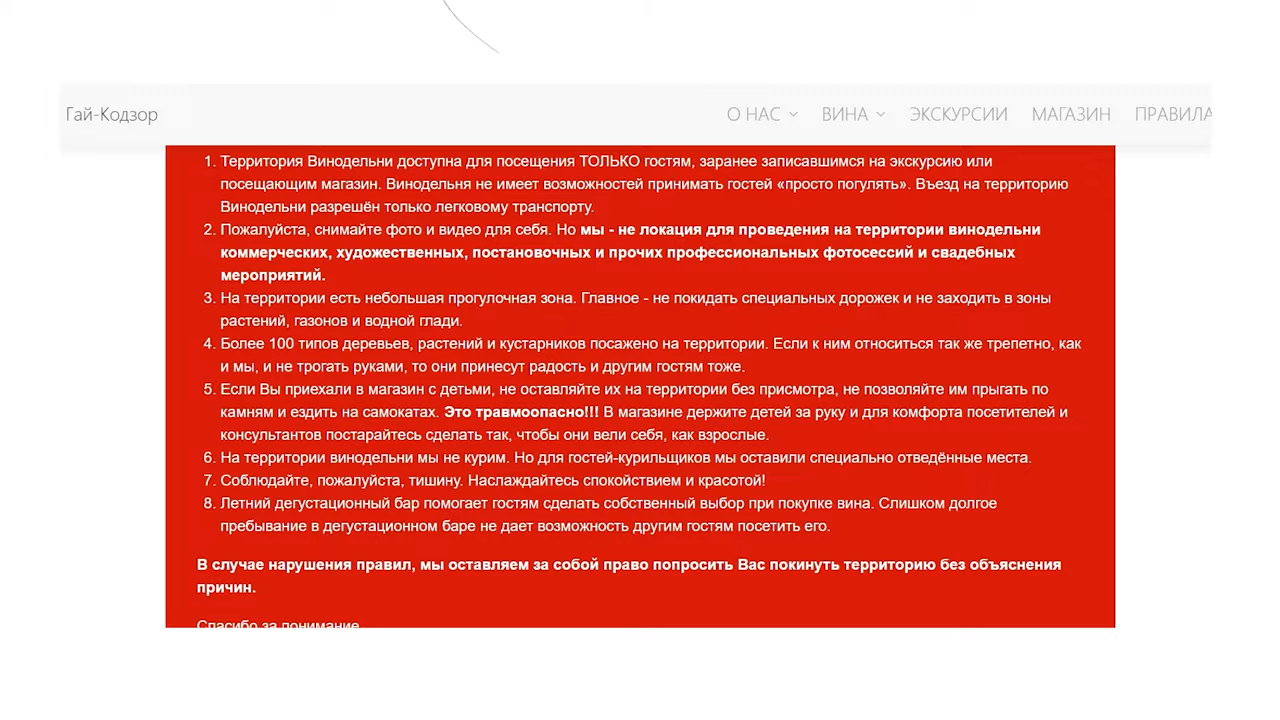 Гай-Кодзор
О НАС ВИНА ЭКСКУРСИИ МАГАЗИН ПРАВИЛА
1. Территория Винодельни доступна для посещения ТОЛЬКО гостям, заранее записавшимся на экскурсию или
посещающим магазин. Винодельня не имеет возможностей принимать гостей «просто погулять». Въезд на территорию
Винодельни разрешён только легковому транспорту.
2. Пожалуйста, снимайте фото и видео для себя. Но мы - не локация для проведения на территории винодельни
коммерческих, художественных, постановочных и прочих профессиональных фотосессий и свадебных
мероприятий.
3. На территории есть небольшая прогулочная зона. Главное - не покидать специальных дорожек и не заходить в зоны
растений, газонов и водной глади.
4. Более 100 типов деревьев, растений и кустарников посажено на территории. Если к ним относиться так же трепетно, как
и мы, и не трогать руками, то они принесут радость и другим гостям тоже.
5. Если Вы приехали в магазин с детьми, не оставляйте их на территории без присмотра, не позволяйте им прыгать по
камням и ездить на самокатах. Это травмоопасно!!! В магазине держите детей за руку и для комфорта посетителей и
консультантов постарайтесь сделать так, чтобы они вели себя, как взрослые.
6. На территории винодельни мы не курим. Но для гостей-курильщиков мы оставили специально отведённые места.
7. Соблюдайте, пожалуйста, тишину. Наслаждайтесь спокойствием и красотой!
8. Летний дегустационный бар помогает гостям сделать собственный выбор при покупке вина. Слишком долгое
пребывание в дегустационном баре не дает возможность другим гостям посетить его.
В случае нарушения правил, мы оставляем за собой право попросить Вас покинуть территорию без объяснения
причин.
Спасибо за понимание